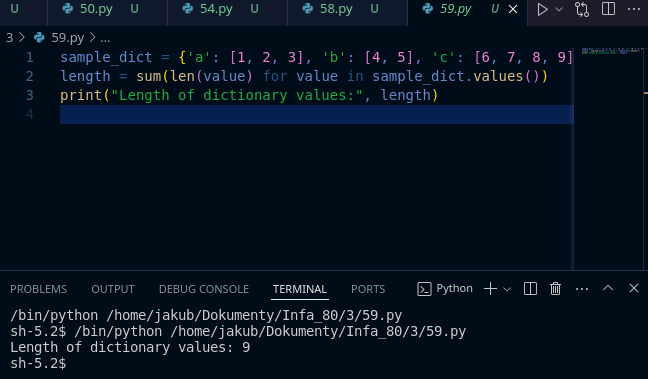 U 50.py U 54.py U 58.py U 59.py U
3 > 59.py > ...
1 sample_dict = {'a': [1, 2, 3], 'b': [4, 5], 'c': [6, 7, 8, 9]
2 length = sum(len(value) for value in sample_dict.values())
3 print("Length of dictionary values:", length)
4
PROBLEMS OUTPUT DEBUG CONSOLE TERMINAL PORTS Python
/bin/python /home/jakub/Dokumenty/Infa_80/3/59.py
sh-5.2$ /bin/python /home/jakub/Dokumenty/Infa_80/3/59.py
Length of dictionary values: 9
sh-5.2$